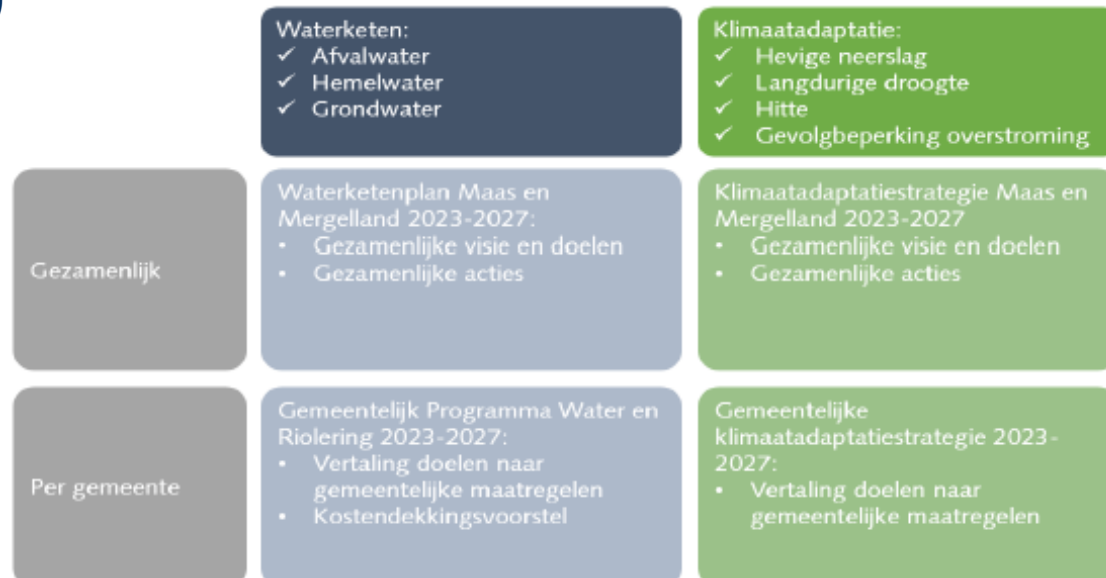 Waterketen:
✓ Afvalwater
✓ Hemelwater
✓ Grondwater
Klimaatadaptatie:
✓ Hevige neerslag
✓ Langdurige droogte
✓ Hitte
✓ Gevolgbeperking overstroming
Gezamenlijk
Waterketenplan Maas en
Mergelland 2023-2027:
• Gezamenlijke visie en doelen
• Gezamenlijke acties
Klimaatadaptatiestrategie Maas en
Mergelland 2023-2027
• Gezamenlijke visie en doelen
• Gezamenlijke acties
Per gemeente
Gemeentelijk Programma Water en
Riolering 2023-2027:
• Vertaling doelen naar
gemeentelijke maatregelen
• Kostendekkingsvoorstel
Gemeentelijke
klimaatadaptatiestrategie 2023-
2027:
• Vertaling doelen naar
gemeentelijke maatregelen